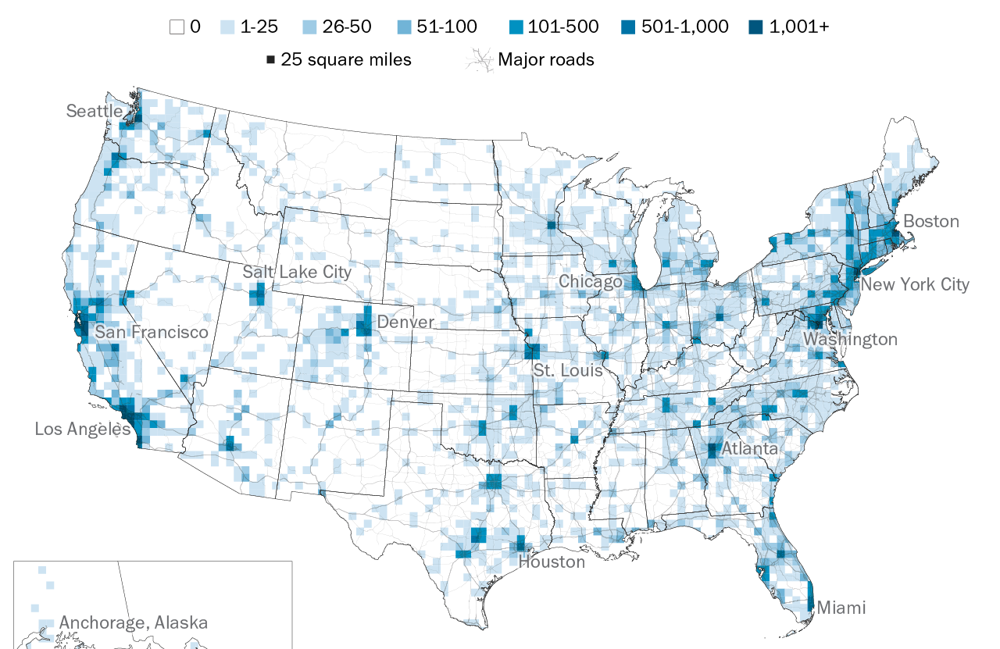 0 1-25 26-50 51-100 101-500 501-1,000 1,001+
25 square miles Major roads
Seattle
Boston
Salt Lake City
Chicago
New York City
Denver
San Francisco
Washington
St. Louis
Los Angeles
Atlanta
Houston
Miami
Anchorage, Alaska